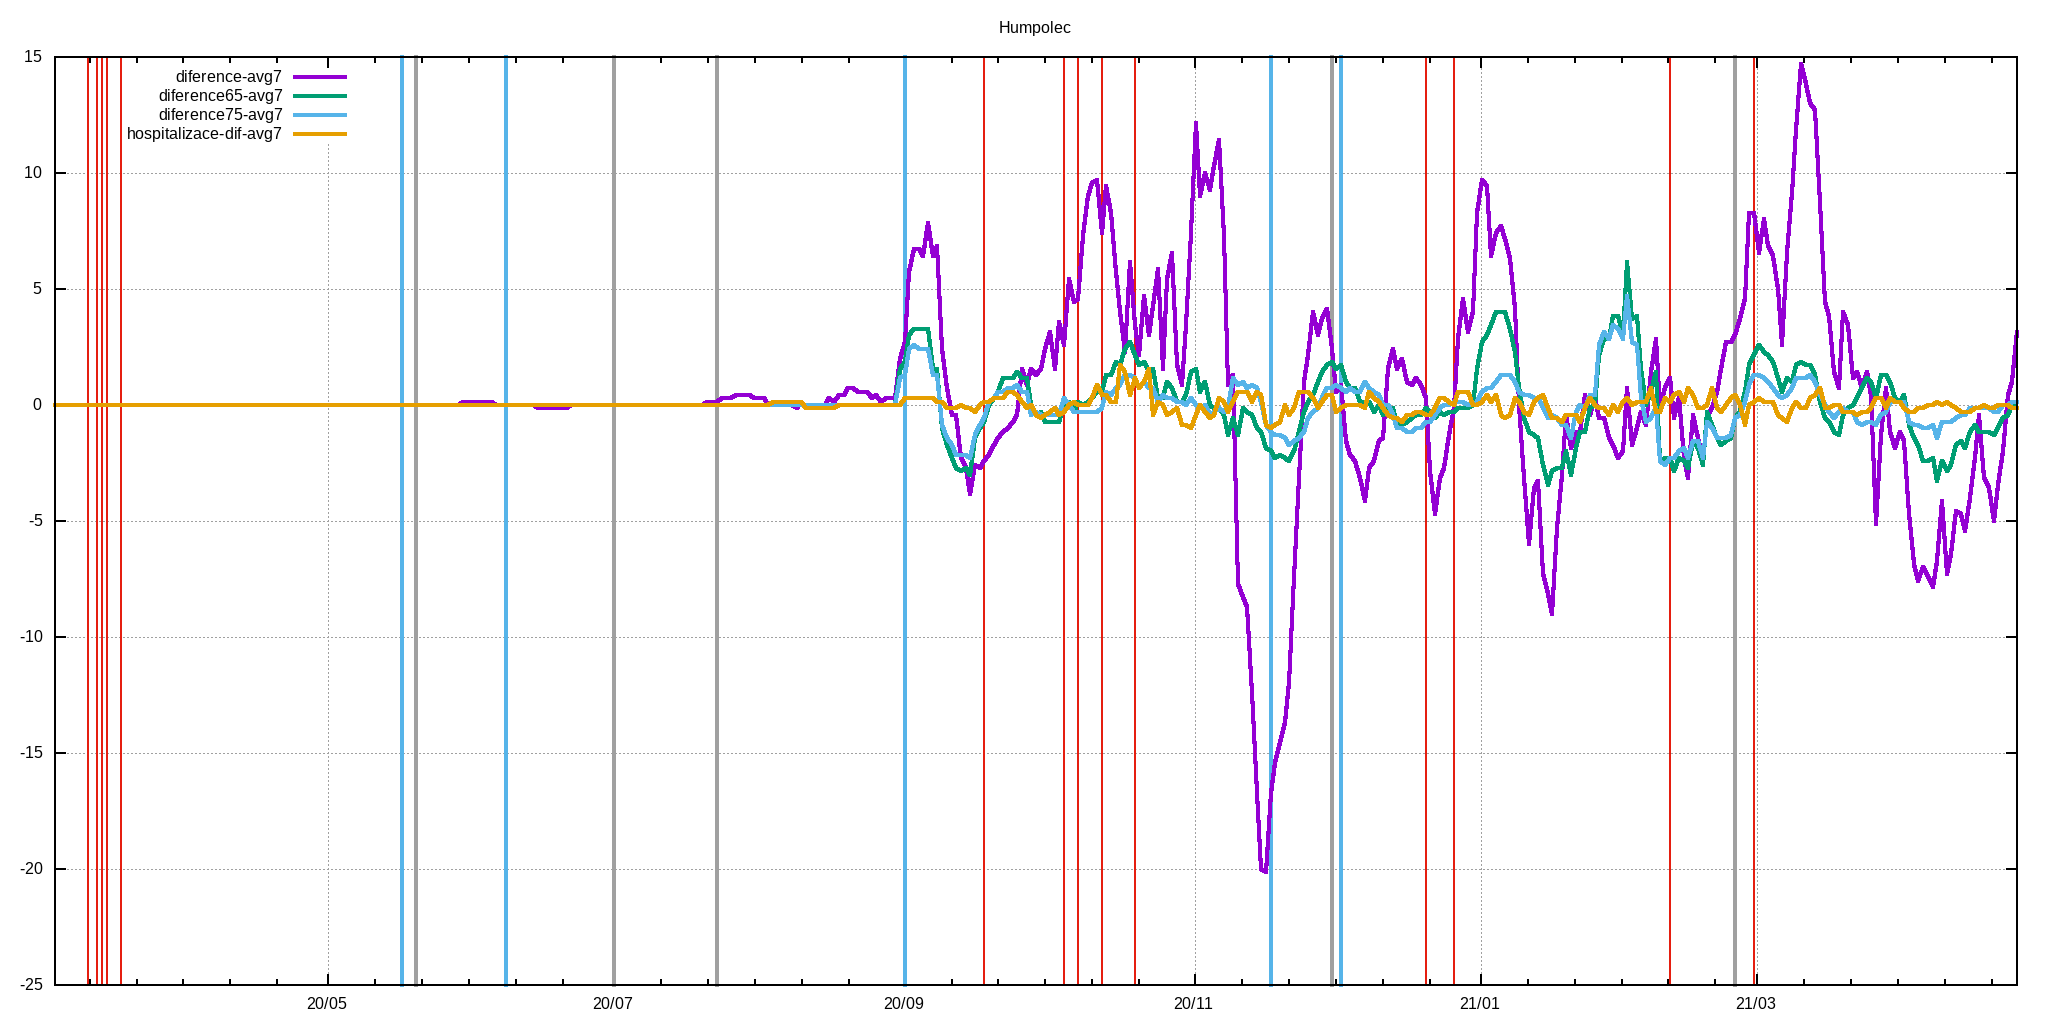 Humpolec
15
diference-avg7
diference65-avg7
diference75-avg7
hospitalizace-dif-avg7
10
5
0
-5
-10
-15
-20
-25
20/05 20/07 20/09 20/11 21/01 21/03